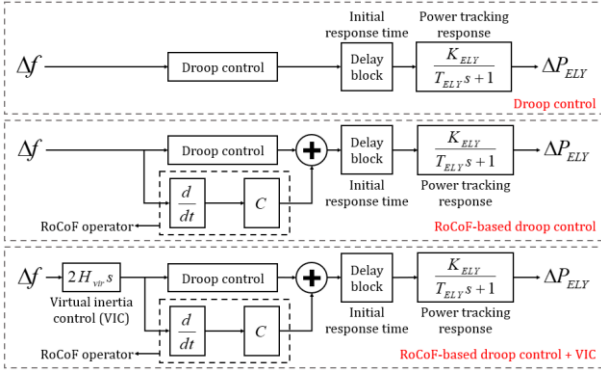 Initial
response time
Power tracking
response
Δf
Droop control
Delay
block
K_ELY
T_ELY s + 1
ΔP_ELY
Droop control
Δf
Droop control
+
Delay
block
K_ELY
T_ELY s + 1
ΔP_ELY
d
dt
C
Initial
response time
Power tracking
response
RoCoF operator
RoCoF-based droop control
Δf
2H_vir s
Droop control
+
Delay
block
K_ELY
T_ELY s + 1
ΔP_ELY
Virtual inertia
control (VIC)
d
dt
C
Initial
response time
Power tracking
response
RoCoF operator
RoCoF-based droop control + VIC